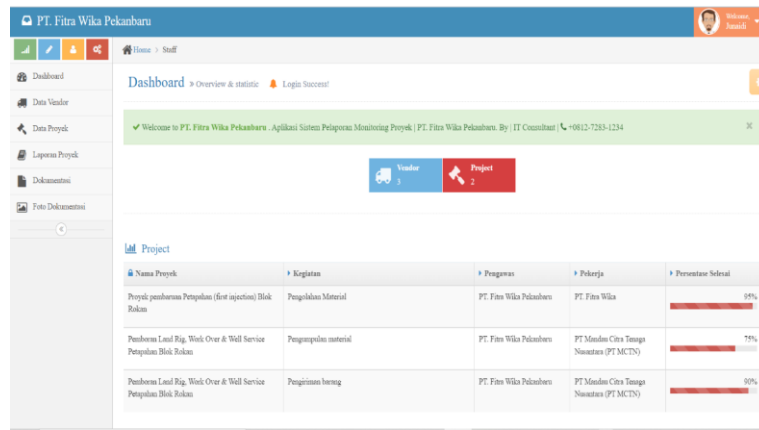 PT. Fitra Wika Pekanbaru
Welcome,
Junaidi
Home > Staff
Dashboard
Data Vendor
Data Proyek
Laporan Proyek
Dokumentasi
Foto Dokumentasi
Dashboard » Overview & statistic Login Success!
Welcome to PT. Fitra Wika Pekanbaru . Aplikasi Sistem Pelaporan Monitoring Proyek | PT. Fitra Wika Pekanbaru. By | IT Consultant | +0812-7283-1234
Vendor
3
Project
2
Project
Nama Proyek Kegiatan Pengawas Pekerja Persentase Selesai
Proyek pembaruan Petapahan (first injection) Blok Pengolahan Material PT. Fitra Wika Pekanbaru PT. Fitra Wika 95%
Rokan
Pemboran Land Rig, Work Over & Well Service Pengumpulan material PT. Fitra Wika Pekanbaru PT Mandau Citra Tenaga 75%
Petapahan Blok Rokan Nusantara (PT MCTN)
Pemboran Land Rig, Work Over & Well Service Pengiriman barang PT. Fitra Wika Pekanbaru PT Mandau Citra Tenaga 90%
Petapahan Blok Rokan Nusantara (PT MCTN)